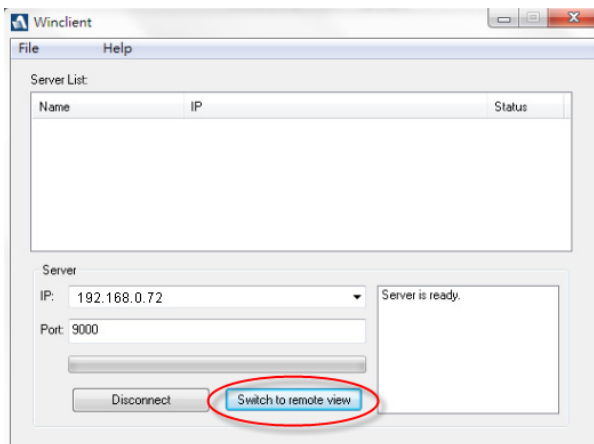 Winclient
File Help
Server List:
Name IP Status
Server
IP: 192.168.0.72
Server is ready.
Port: 9000
Disconnect Switch to remote view